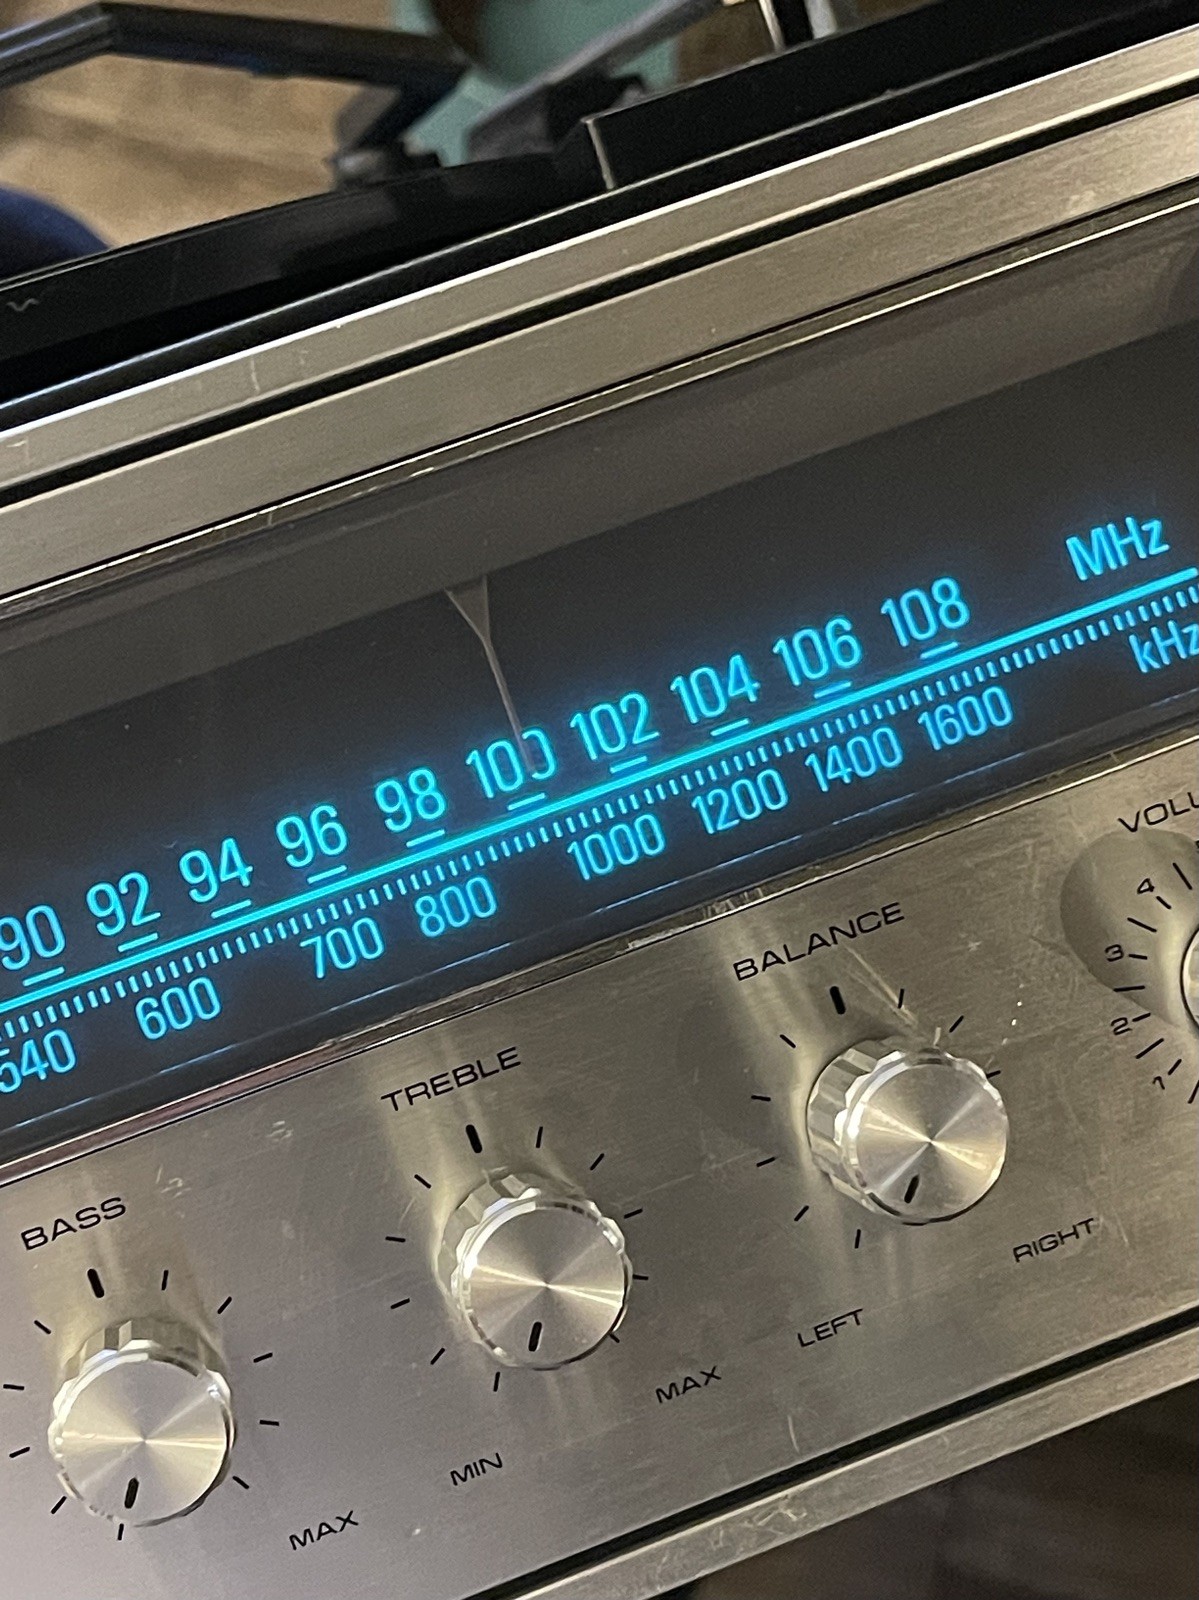 90 92 94 96 98 100 102 104 106 108 MHz
540 600 700 800 1000 1200 1400 1600 kHz
BASS TREBLE BALANCE
4
3
2
1
MAX MIN MAX LEFT RIGHT